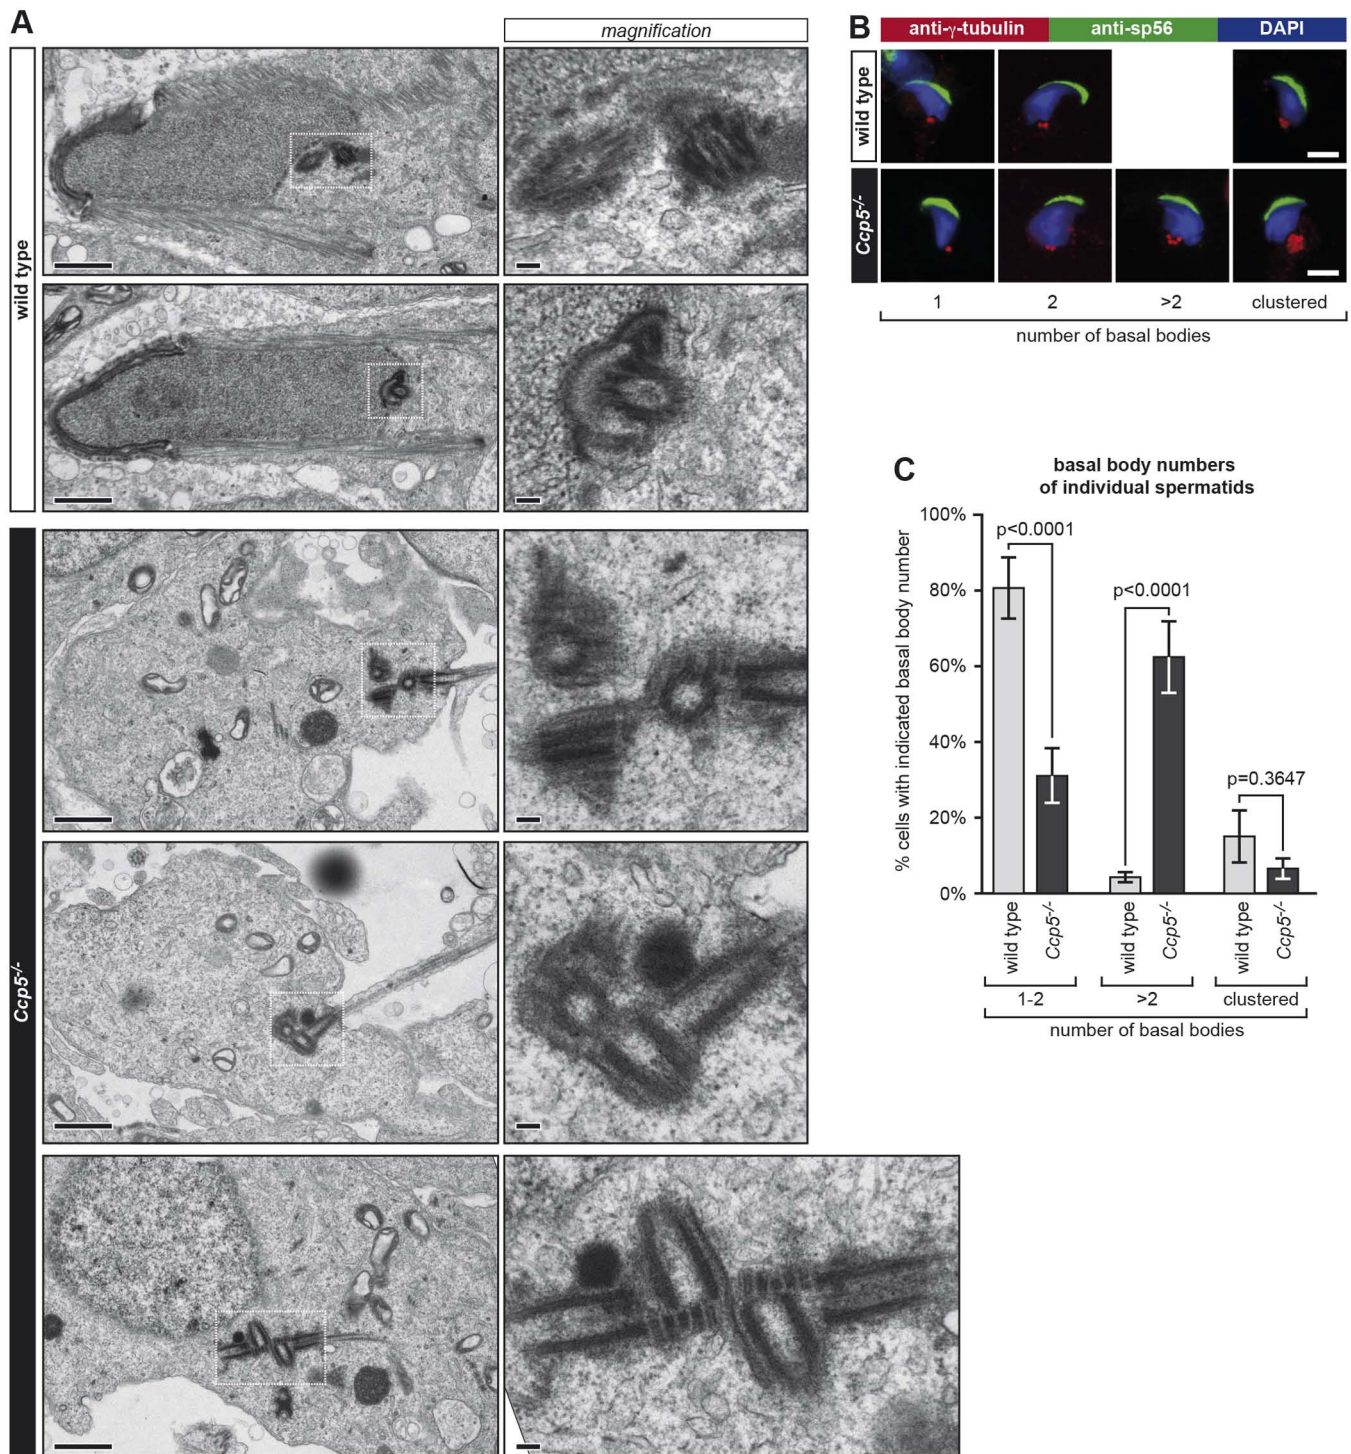 A
magnification
wild type
Ccp5-/-
B
anti-γ-tubulin anti-sp56 DAPI
wild type
Ccp5-/-
1 2 >2 clustered
number of basal bodies
C
basal body numbers
of individual spermatids
% cells with indicated basal body number
100%
80%
60%
40%
20%
0%
p<0.0001
p<0.0001
p=0.3647
wild type Ccp5-/- wild type Ccp5-/- wild type Ccp5-/-
1-2 >2 clustered
number of basal bodies